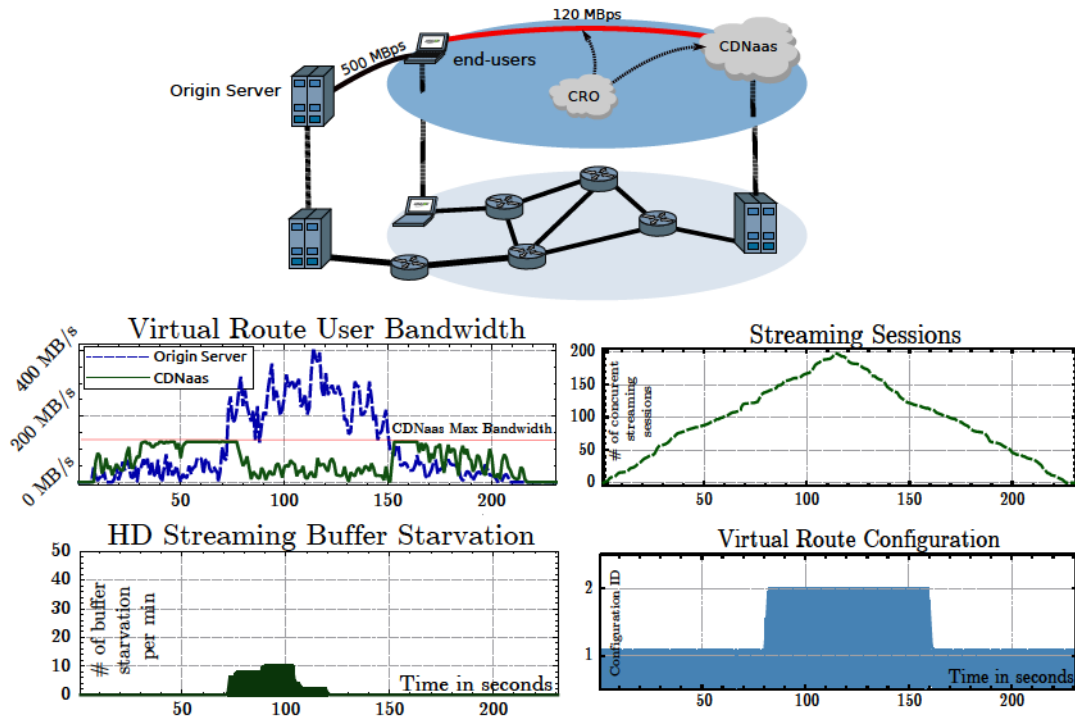 120 MBps
500 MBps
end-users
CDNaas
Origin Server
CRO
Virtual Route User Bandwidth
400 MB/s
200 MB/s
0 MB/s
Origin Server
CDNaas
CDNaas Max Bandwidth
50 100 150 200
Streaming Sessions
200
150
100
50
0
# of concurent
streaming
sessions
50 100 150 200
HD Streaming Buffer Starvation
50
40
30
20
10
0
# of buffer
starvation
per min
Time in seconds
50 100 150 200
Virtual Route Configuration
2
1
Configuration ID
Time in seconds
50 100 150 200